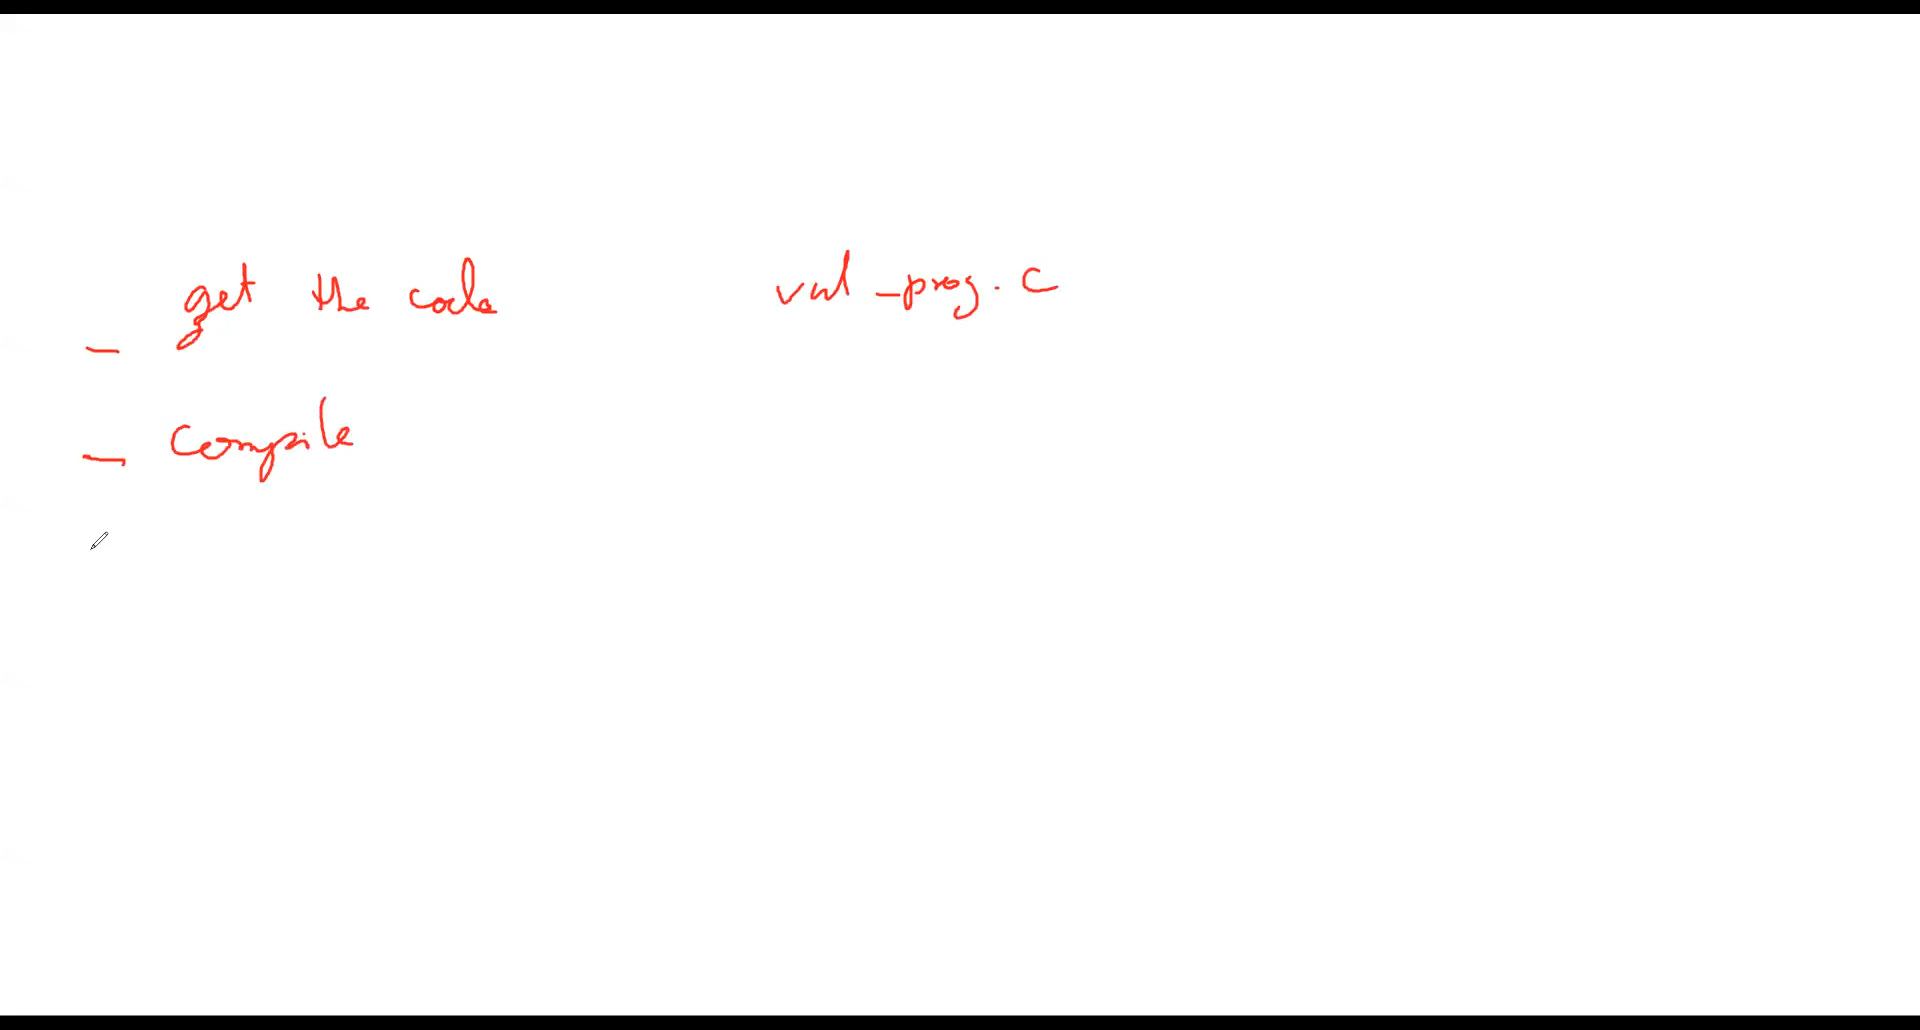 get the code vul_prog.c
- 
- Compile